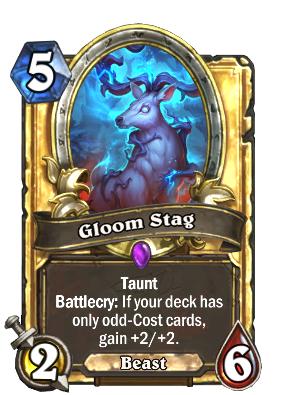 5
Gloom Stag
Taunt
Battlecry: If your deck has
only odd-Cost cards,
gain +2/+2.
2
Beast
6